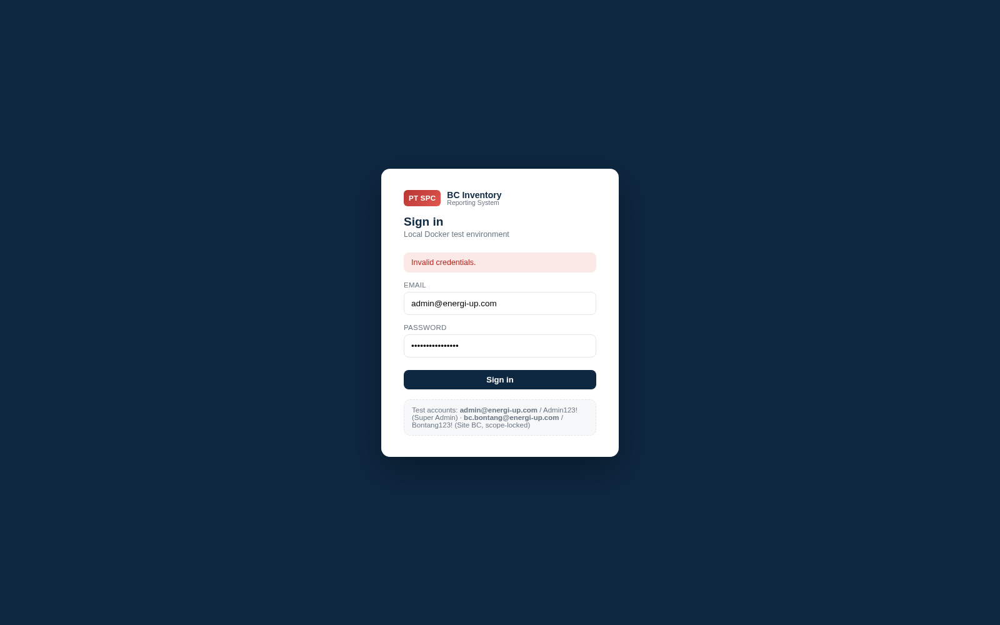 PT SPC
BC Inventory
Reporting System
Sign in
Local Docker test environment
Invalid credentials.
EMAIL
admin@energi-up.com
PASSWORD
••••••••••••••••
Sign in
Test accounts: admin@energi-up.com / Admin123!
(Super Admin) · bc.bontang@energi-up.com /
Bontang123! (Site BC, scope-locked)